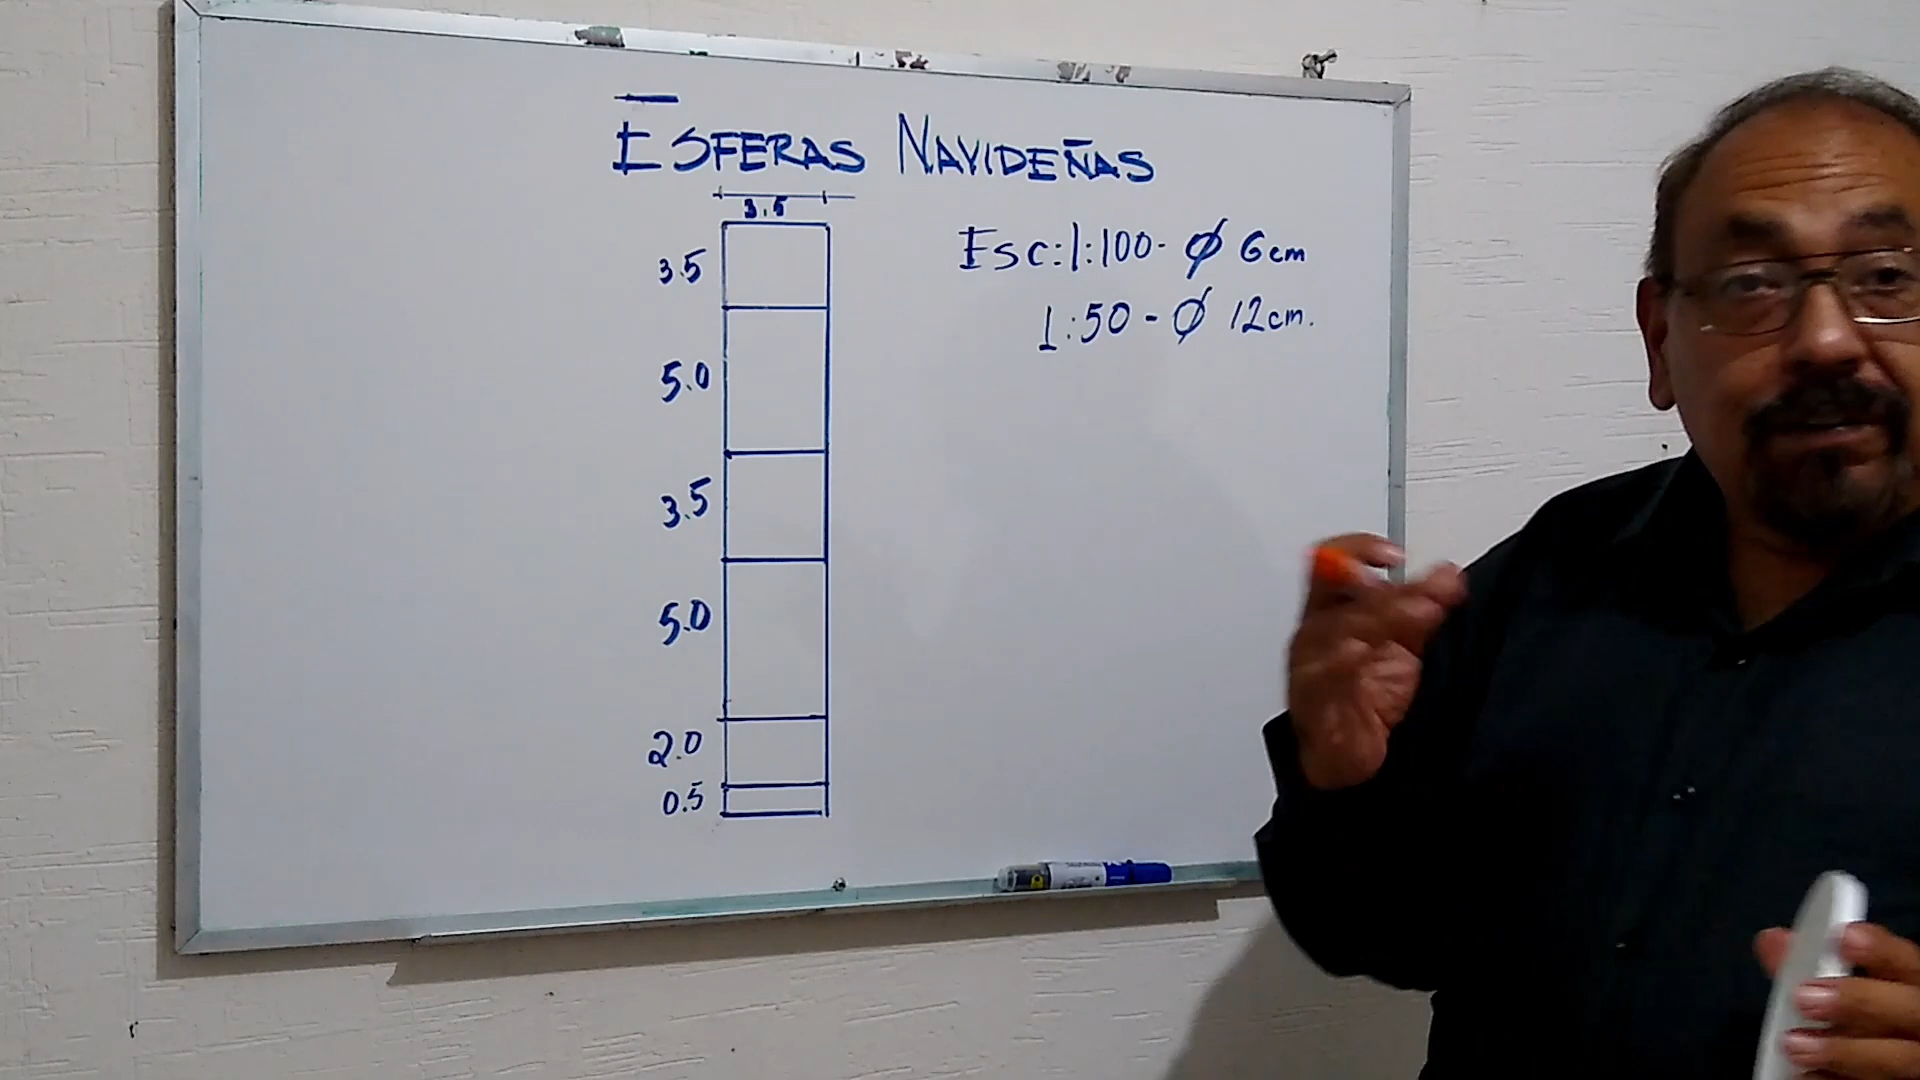 ESFERAS NAVIDEÑAS
3.5
3.5
Esc:1:100- Ø 6cm
1:50 - Ø 12cm.
5.0
3.5
5.0
2.0
0.5